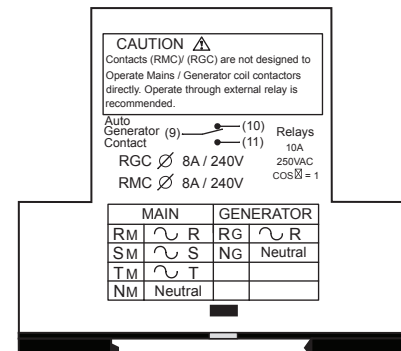 CAUTION ⚠
Contacts (RMC)/ (RGC) are not designed to
Operate Mains / Generator coil contactors
directly. Operate through external relay is
recommended.
Auto
Generator (9)
Contact
(10)
(11)
Relays
10A
250VAC
COS☒ = 1
RGC ∅ 8A / 240V
RMC ∅ 8A / 240V
MAIN GENERATOR
RM ∿ R RG ∿ R
SM ∿ S NG Neutral
TM ∿ T
NM Neutral